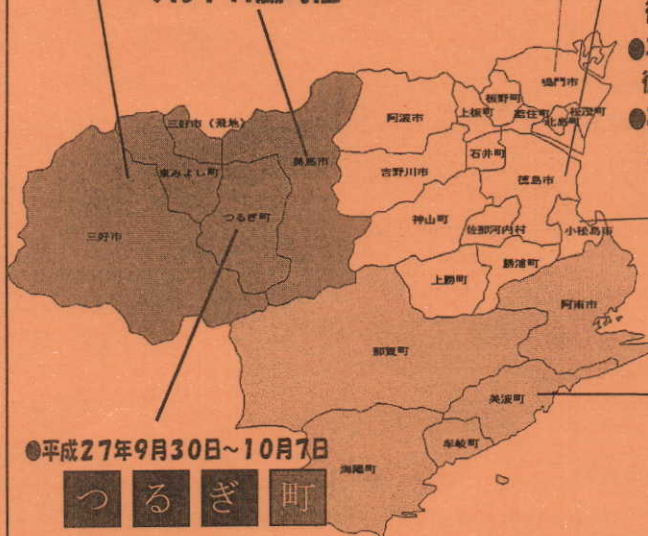 鳴門市
板野町
上板町
藍住町
北島町
松茂町
阿波市
三好市（飛地）
石井町
美馬市
東みよし町
吉野川市
徳島市
つるぎ町
神山町
佐那河内村
小松島市
三好市
勝浦町
上勝町
阿南市
那賀町
美波町
●平成27年9月30日～10月7日
牟岐町
海陽町
つるぎ町